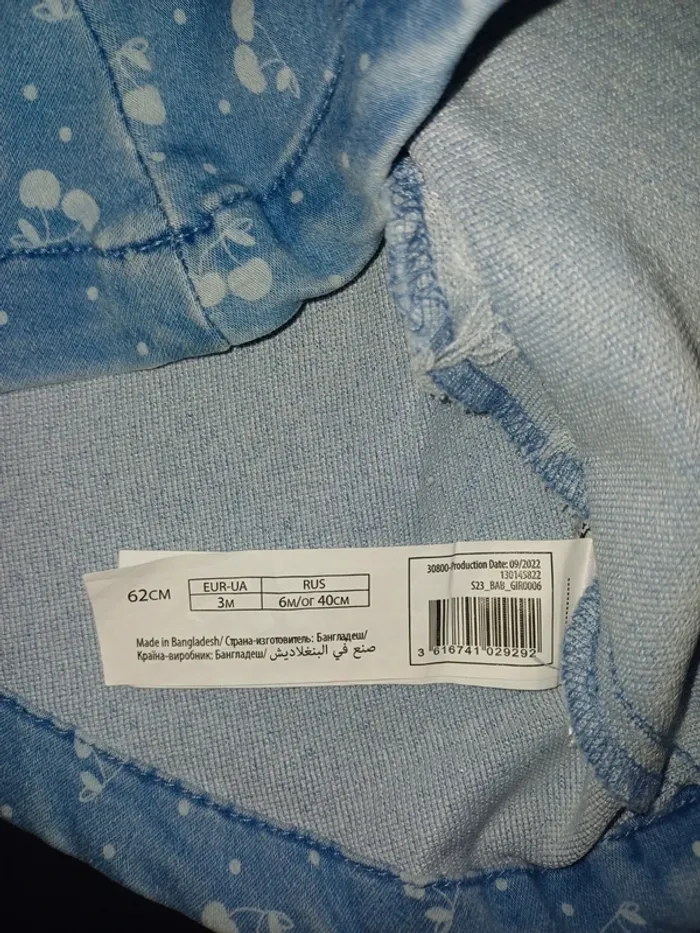 62CM
EUR-UA RUS
3M 6M/ОГ 40CM
Made in Bangladesh/ Страна-изготовитель: Бангладеш/
Країна-виробник: Бангладеш/ صنع في البنغلاديش
30800-Production Date: 09/2022
130145822
S23_BAB_GIR0006
3 616741 029292